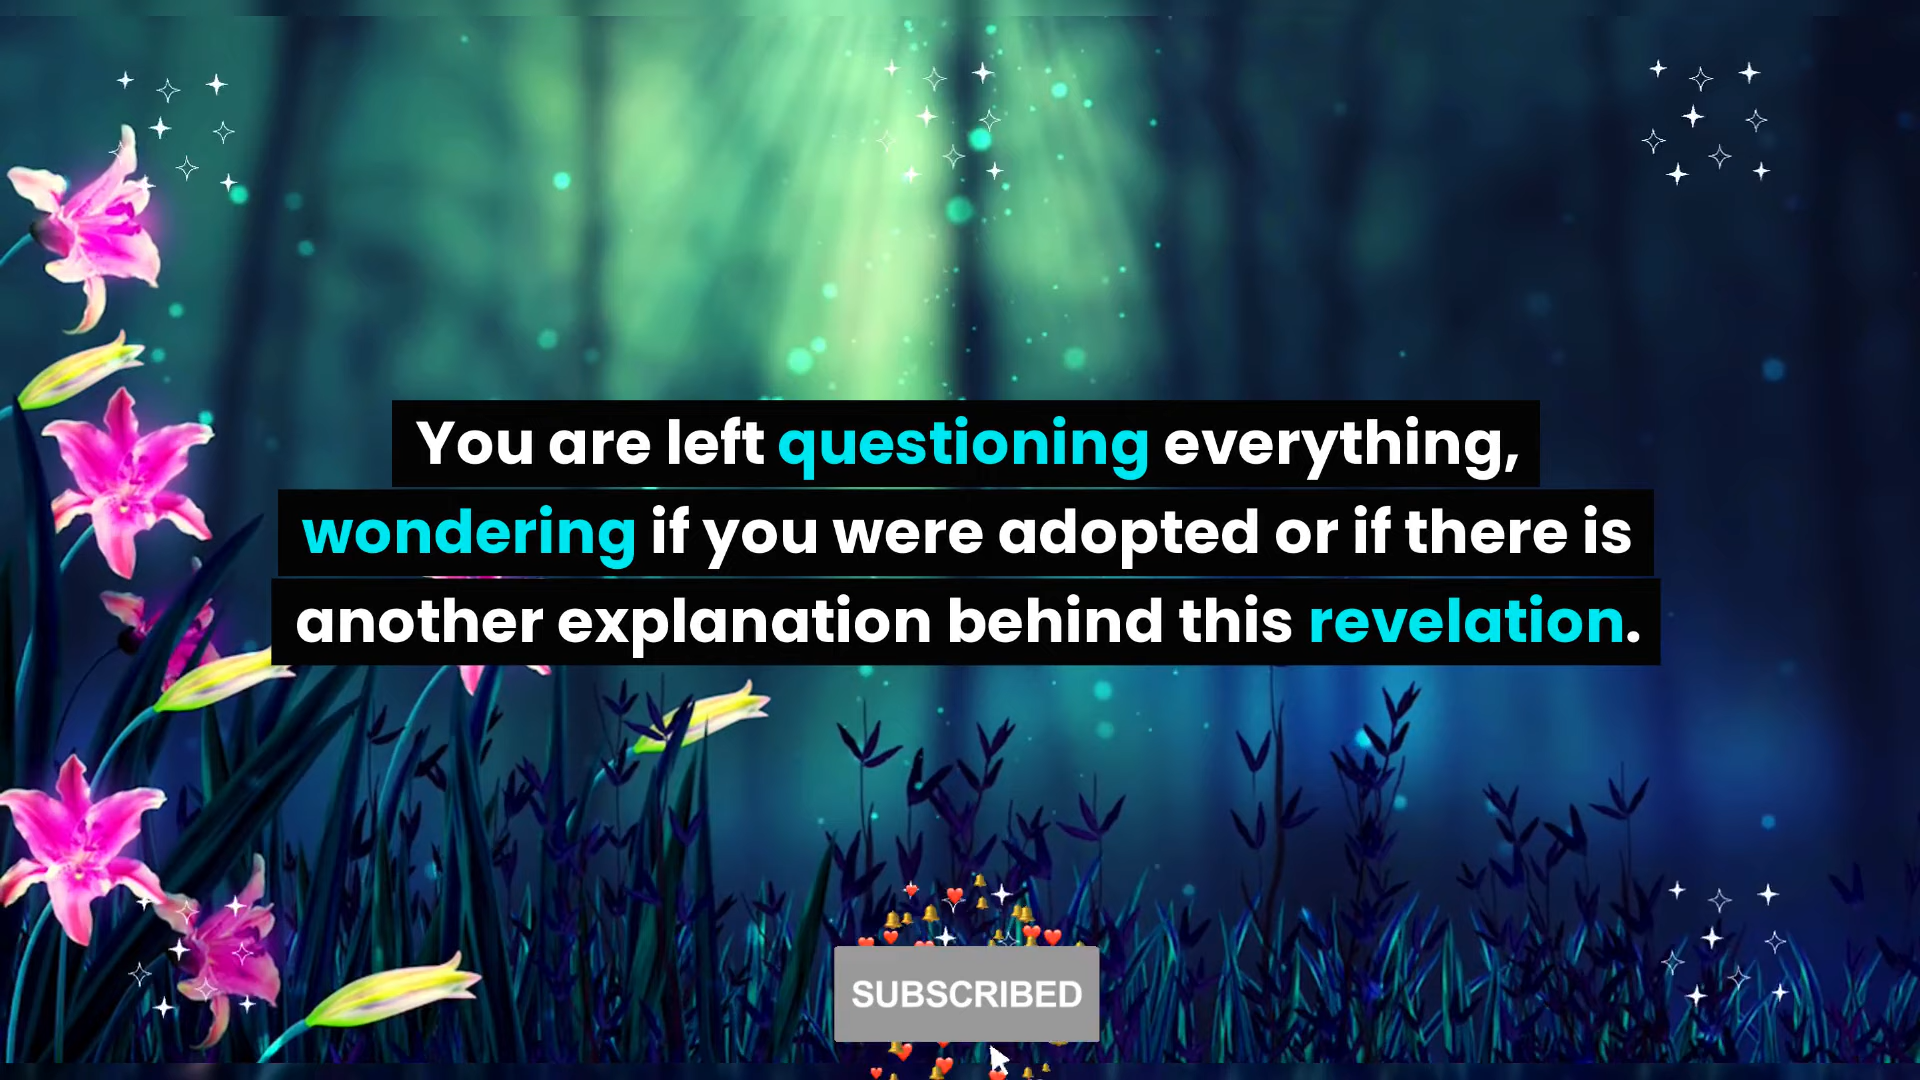 You are left questioning everything,
wondering if you were adopted or if there is
another explanation behind this revelation.
SUBSCRIBED